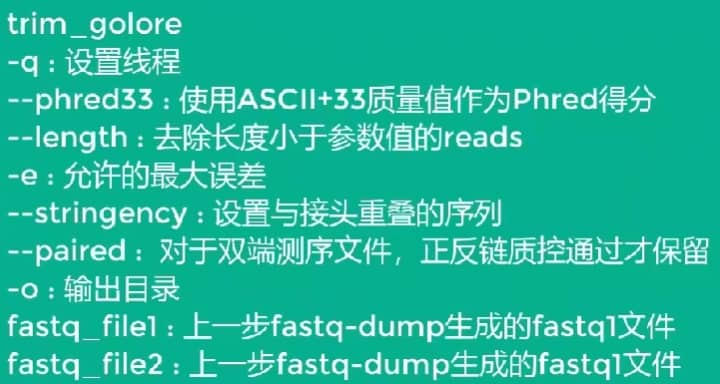 trim_golore
-q：设置线程
--phred33：使用ASCII+33质量值作为Phred得分
--length：去除长度小于参数值的reads
-e：允许的最大误差
--stringency：设置与接头重叠的序列
--paired：对于双端测序文件，正反链质控通过才保留
-o：输出目录
fastq_file1：上一步fastq-dump生成的fastq1文件
fastq_file2：上一步fastq-dump生成的fastq1文件